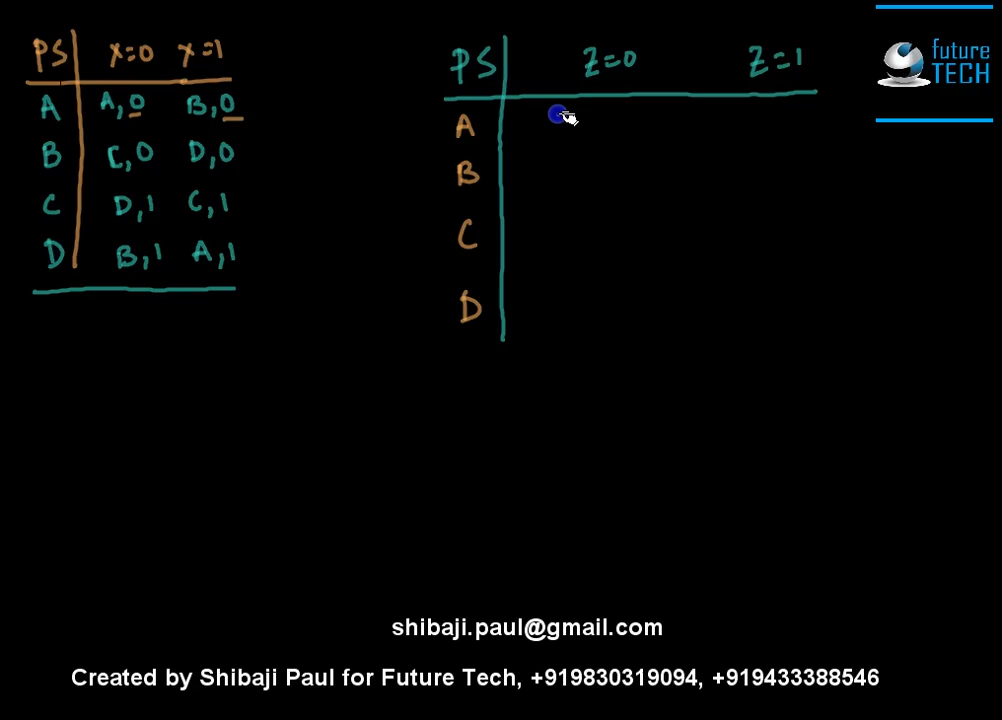 PS x=0 x=1
A A,0 B,0
B C,0 D,0
C D,1 C,1
D B,1 A,1
PS Z=0 Z=1
A
B
C
D
future
TECH
shibaji.paul@gmail.com
Created by Shibaji Paul for Future Tech, +919830319094, +919433388546